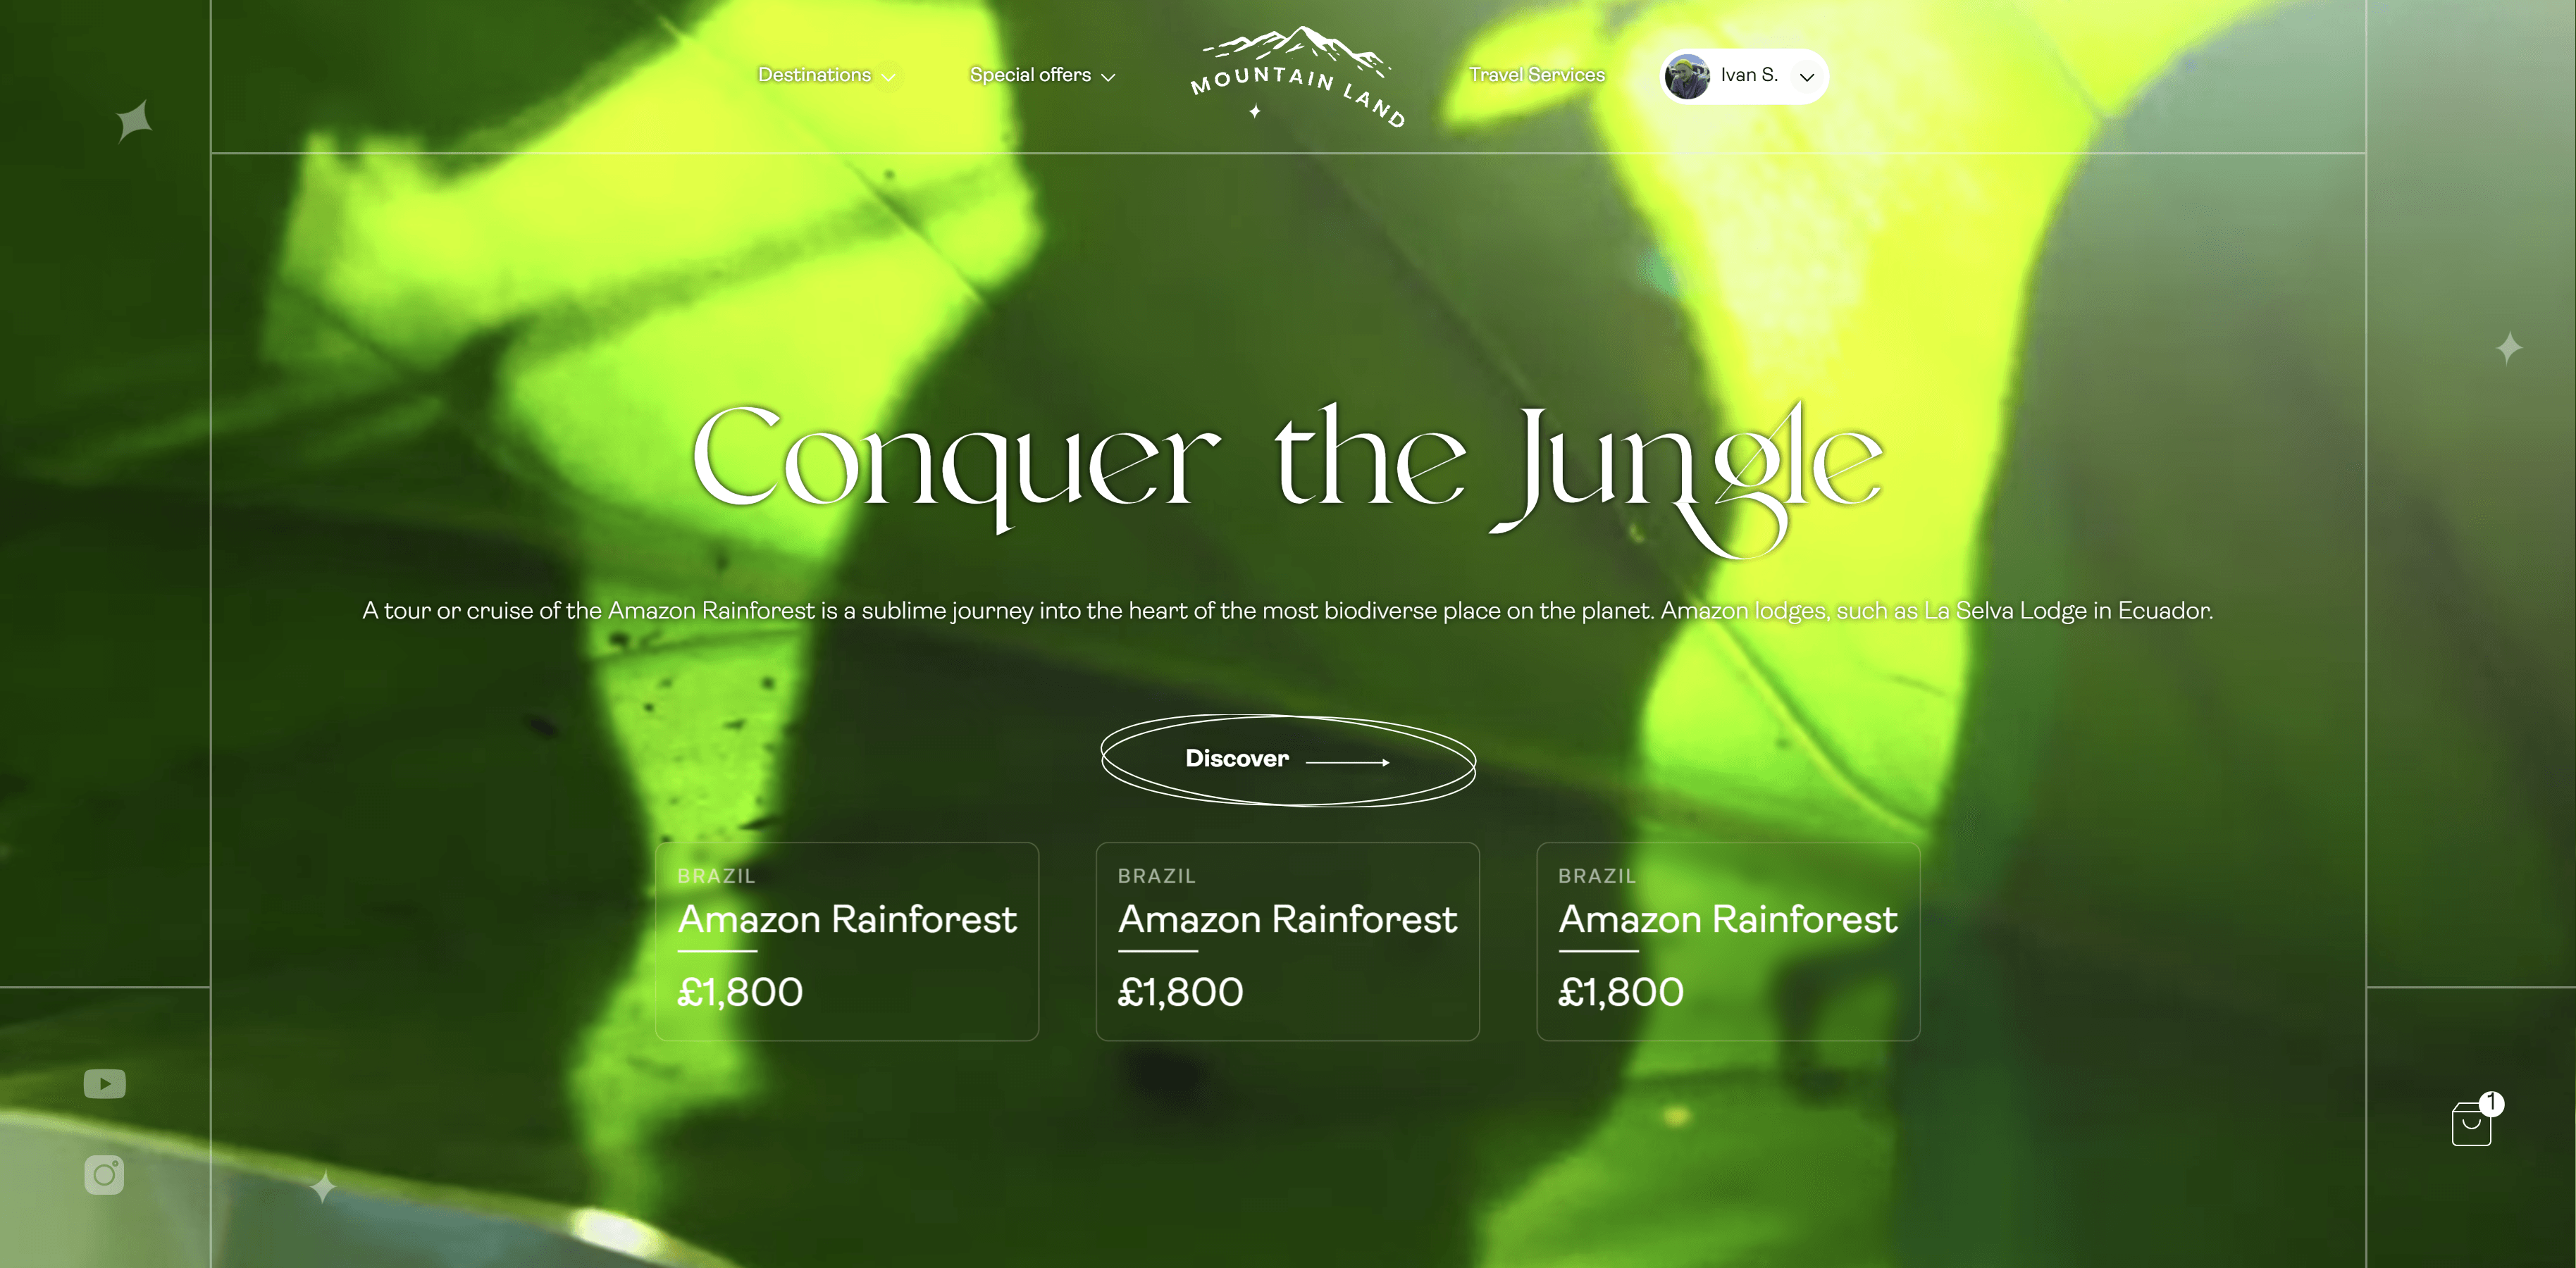 Destinations
Special offers
MOUNTAIN LAND
Travel Services
Ivan S.
Conquer the Jungle
A tour or cruise of the Amazon Rainforest is a sublime journey into the heart of the most biodiverse place on the planet. Amazon lodges, such as La Selva Lodge in Ecuador.
Discover
BRAZIL
Amazon Rainforest
£1,800
BRAZIL
Amazon Rainforest
£1,800
BRAZIL
Amazon Rainforest
£1,800
1